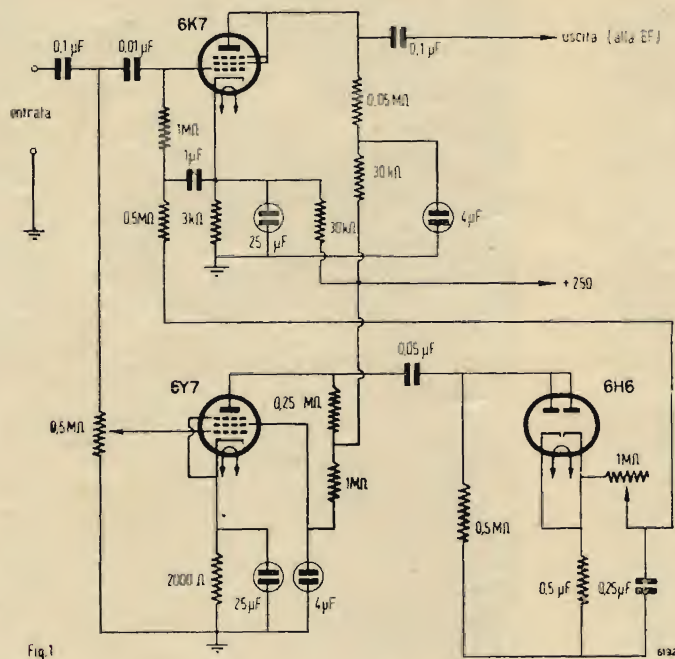 6K7
0,1 µF
0,01 µF
0,1 µF
uscita (alla BF)
entrata
1MΩ
0,05 MΩ
1µF
30 kΩ
0,5MΩ
3kΩ
25 µF
30kΩ
4µF
+ 250
0,05 µF
6Y7
6H6
0,25 MΩ
0,5MΩ
1MΩ
1MΩ
0,5MΩ
2000 Ω
25µF
4µF
0,5 µF
0,25µF
Fig.1
6132